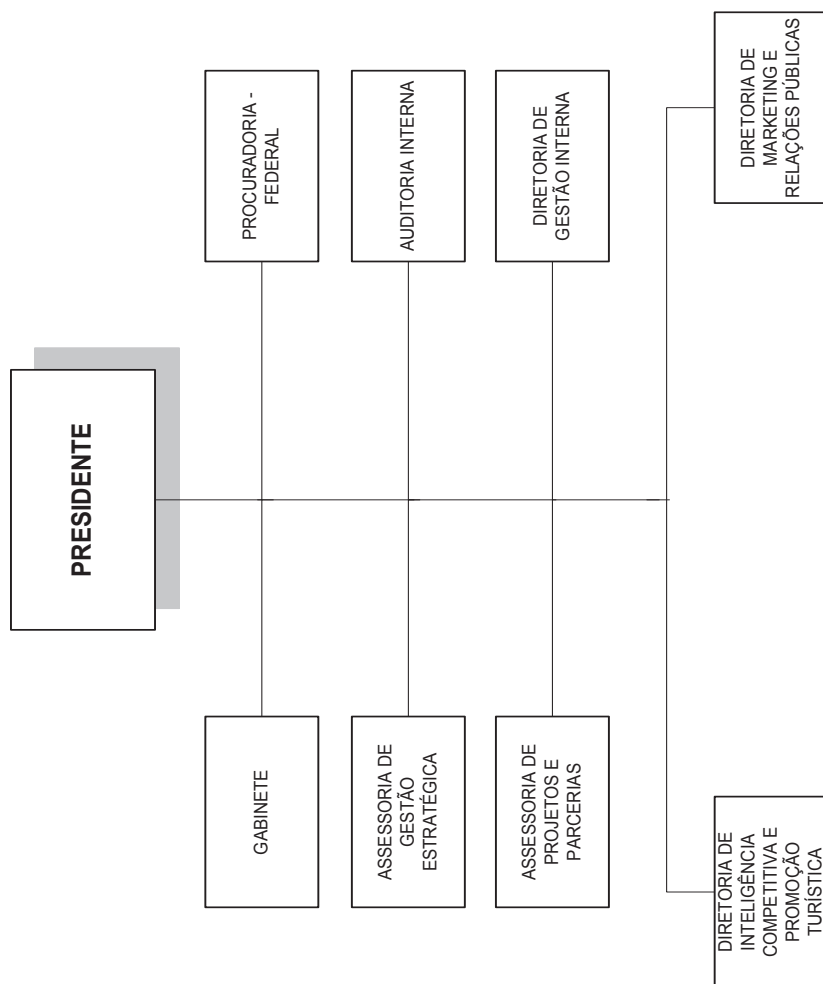 PRESIDENTE
GABINETE
PROCURADORIA -
FEDERAL
ASSESSORIA DE
GESTÃO
ESTRATÉGICA
AUDITORIA INTERNA
ASSESSORIA DE
PROJETOS E
PARCERIAS
DIRETORIA DE
GESTÃO INTERNA
DIRETORIA DE
INTELIGÊNCIA
COMPETITIVA E
PROMOÇÃO
TURÍSTICA
DIRETORIA DE
MARKETING E
RELAÇÕES PÚBLICAS